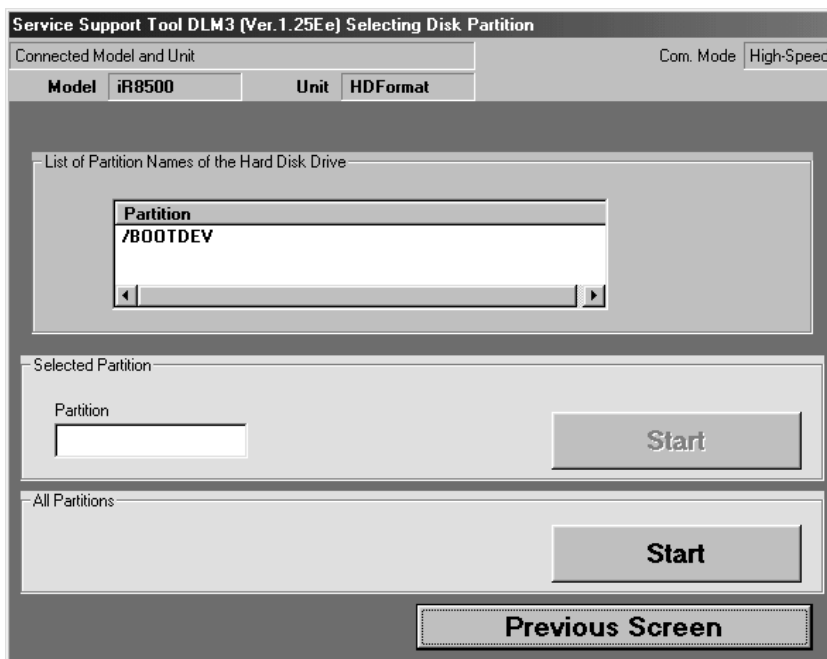 Service Support Tool DLM3 (Ver.1.25Ee) Selecting Disk Partition
Connected Model and Unit Com. Mode High-Speed
Model iR8500 Unit HDFormat
List of Partition Names of the Hard Disk Drive
Partition
/BOOTDEV
Selected Partition
Partition
Start
All Partitions
Start
Previous Screen